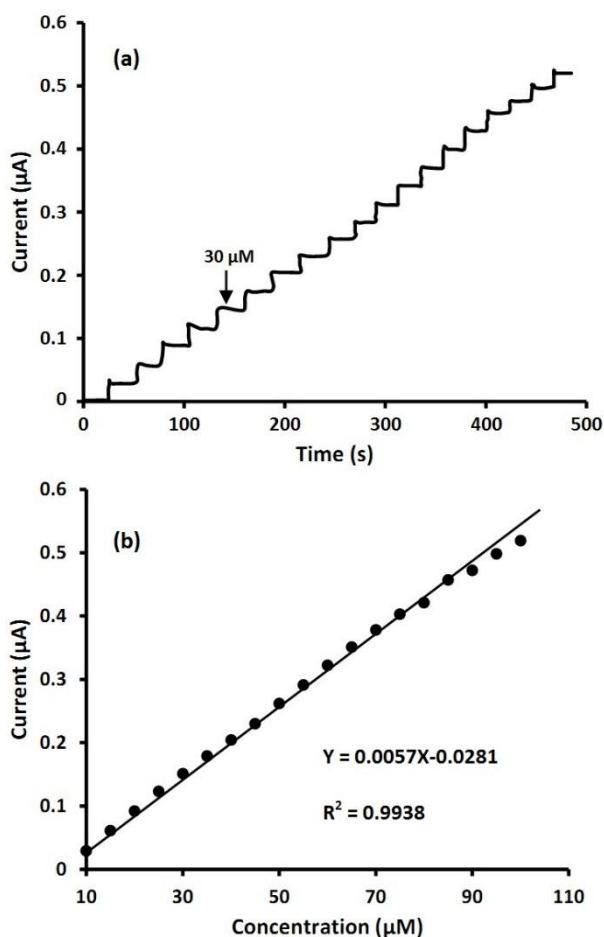 (a)
0.6
0.5
0.4
0.3
0.2
0.1
0
Current (µA)
30 µM
0 100 200 300 400 500
Time (s)
(b)
0.6
0.5
0.4
0.3
0.2
0.1
0
Current (µA)
Y = 0.0057X-0.0281
R² = 0.9938
10 30 50 70 90 110
Concentration (µM)